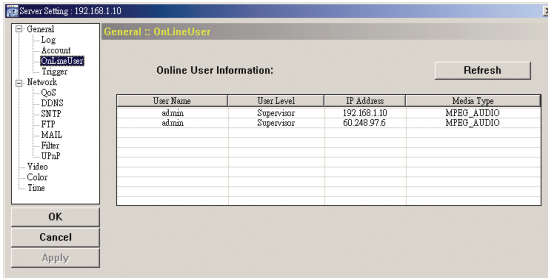 Server Setting : 192.168.1.10
General
Log
Account
OnLineUser
Trigger
Network
QoS
DDNS
SNTP
FTP
MAIL
Filter
UPnP
Video
Color
Time
OK
Cancel
Apply
General :: OnLineUser
Online User Information:
Refresh
User Name User Level IP Address Media Type
admin Supervisor 192.168.1.10 MPEG_AUDIO
admin Supervisor 60.248.97.6 MPEG_AUDIO